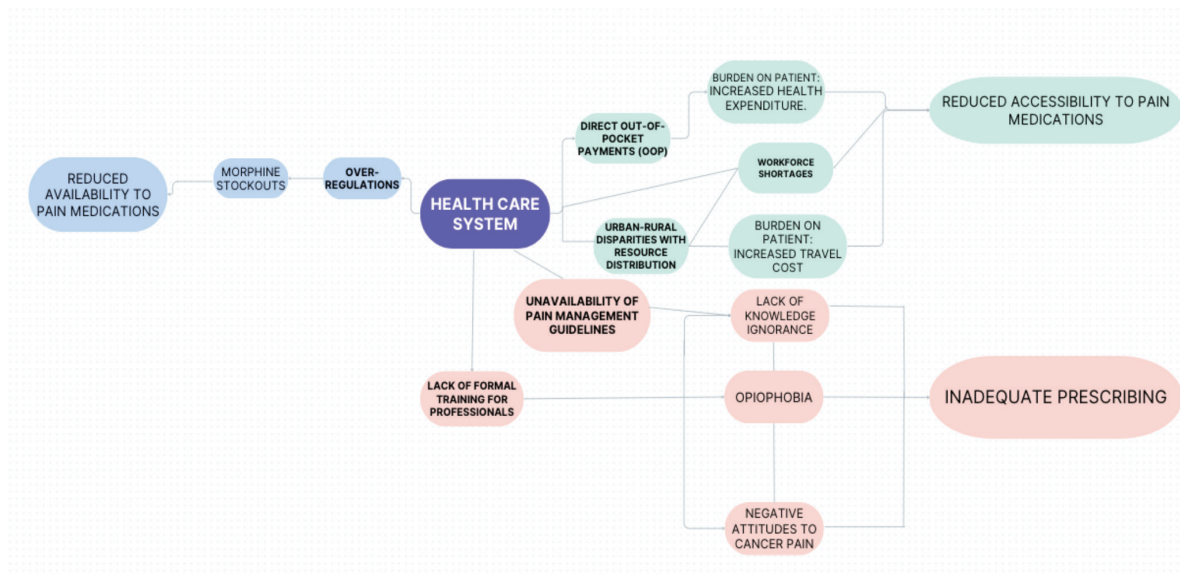 REDUCED
AVAILABILITY TO
PAIN MEDICATIONS
MORPHINE
STOCKOUTS
OVER-
REGULATIONS
HEALTH CARE
SYSTEM
DIRECT OUT-OF-
POCKET
PAYMENTS (OOP)
BURDEN ON PATIENT:
INCREASED HEALTH
EXPENDITURE.
WORKFORCE
SHORTAGES
URBAN-RURAL
DISPARITIES WITH
RESOURCE
DISTRIBUTION
BURDEN ON
PATIENT:
INCREASED TRAVEL
COST
REDUCED ACCESSIBILITY TO PAIN
MEDICATIONS
UNAVAILABILITY OF
PAIN MANAGEMENT
GUIDELINES
LACK OF FORMAL
TRAINING FOR
PROFESSIONALS
LACK OF
KNOWLEDGE
IGNORANCE
OPIOPHOBIA
NEGATIVE
ATTITUDES TO
CANCER PAIN
INADEQUATE PRESCRIBING